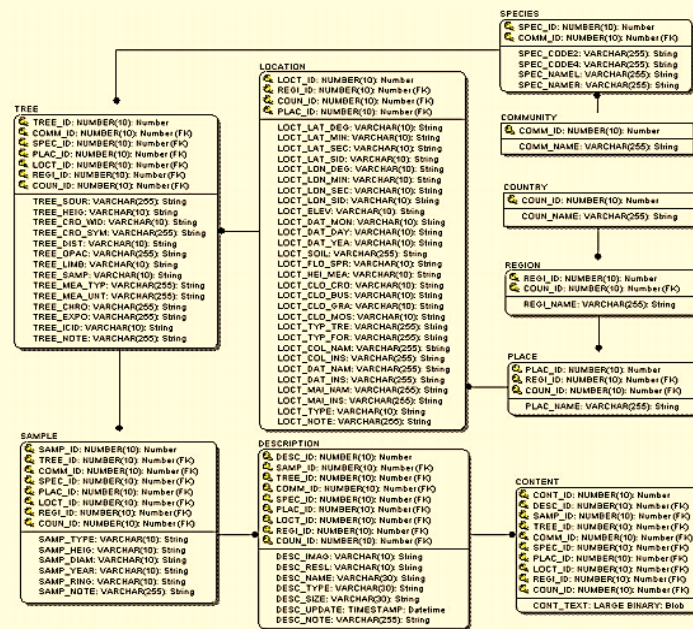 SPECIES
SPEC_ID: NUMBER(10): Number
COMM_ID: NUMBER(10): Number(FK)
SPEC_CODE2: VARCHAR(255): String
SPEC_CODE4: VARCHAR(255): String
SPEC_NAMEL: VARCHAR(255): String
SPEC_NAMER: VARCHAR(255): String
LOCATION
LOCT_ID: NUMBER(10): Number
REGI_ID: NUMBER(10): Number(FK)
COUN_ID: NUMBER(10): Number(FK)
PLAC_ID: NUMBER(10): Number(FK)
LOCT_LAT_DEG: VARCHAR(10): String
LOCT_LAT_MIN: VARCHAR(10): String
LOCT_LAT_SEC: VARCHAR(10): String
LOCT_LAT_SID: VARCHAR(10): String
LOCT_LON_DEG: VARCHAR(10): String
LOCT_LON_MIN: VARCHAR(10): String
LOCT_LON_SEC: VARCHAR(10): String
LOCT_LON_SID: VARCHAR(10): String
LOCT_ELEV: VARCHAR(10): String
LOCT_DAT_MON: VARCHAR(10): String
LOCT_DAT_DAY: VARCHAR(10): String
LOCT_DAT_YEA: VARCHAR(10): String
LOCT_SOIL: VARCHAR(255): String
LOCT_FLO_SPR: VARCHAR(10): String
LOCT_HEI_MEA: VARCHAR(10): String
LOCT_CLO_CRO: VARCHAR(10): String
LOCT_CLO_BUS: VARCHAR(10): String
LOCT_CLO_GRA: VARCHAR(10): String
LOCT_CLO_MOS: VARCHAR(10): String
LOCT_TYP_TRE: VARCHAR(255): String
LOCT_TYP_FOR: VARCHAR(255): String
LOCT_COL_NAM: VARCHAR(255): String
LOCT_COL_INS: VARCHAR(255): String
LOCT_DAT_NAM: VARCHAR(255): String
LOCT_DAT_INS: VARCHAR(255): String
LOCT_MAI_NAM: VARCHAR(255): String
LOCT_MAI_INS: VARCHAR(255): String
LOCT_TYPE: VARCHAR(10): String
LOCT_NOTE: VARCHAR(255): String
TREE
TREE_ID: NUMBER(10): Number
COMM_ID: NUMBER(10): Number(FK)
SPEC_ID: NUMBER(10): Number(FK)
PLAC_ID: NUMBER(10): Number(FK)
LOCT_ID: NUMBER(10): Number(FK)
REGI_ID: NUMBER(10): Number(FK)
COUN_ID: NUMBER(10): Number(FK)
TREE_SOUR: VARCHAR(255): String
TREE_HEIG: VARCHAR(10): String
TREE_CRO_WID: VARCHAR(10): String
TREE_CRO_SYM: VARCHAR(255): String
TREE_DIST: VARCHAR(10): String
TREE_OPAC: VARCHAR(255): String
TREE_LIMB: VARCHAR(10): String
TREE_SAMP: VARCHAR(10): String
TREE_MEA_TYP: VARCHAR(255): String
TREE_MEA_UNT: VARCHAR(255): String
TREE_CHRO: VARCHAR(255): String
TREE_EXPO: VARCHAR(255): String
TREE_ICID: VARCHAR(10): String
TREE_NOTE: VARCHAR(255): String
COMMUNITY
COMM_ID: NUMBER(10): Number
COMM_NAME: VARCHAR(255): String
COUNTRY
COUN_ID: NUMBER(10): Number
COUN_NAME: VARCHAR(255): String
REGION
REGI_ID: NUMBER(10): Number
COUN_ID: NUMBER(10): Number(FK)
REGI_NAME: VARCHAR(255): String
PLACE
PLAC_ID: NUMBER(10): Number
REGI_ID: NUMBER(10): Number(FK)
COUN_ID: NUMBER(10): Number(FK)
PLAC_NAME: VARCHAR(255): String
SAMPLE
SAMP_ID: NUMBER(10): Number
TREE_ID: NUMBER(10): Number(FK)
COMM_ID: NUMBER(10): Number(FK)
SPEC_ID: NUMBER(10): Number(FK)
PLAC_ID: NUMBER(10): Number(FK)
LOCT_ID: NUMBER(10): Number(FK)
REGI_ID: NUMBER(10): Number(FK)
COUN_ID: NUMBER(10): Number(FK)
SAMP_TYPE: VARCHAR(10): String
SAMP_HEIG: VARCHAR(10): String
SAMP_DIAM: VARCHAR(10): String
SAMP_YEAR: VARCHAR(10): String
SAMP_RING: VARCHAR(10): String
SAMP_NOTE: VARCHAR(255): String
DESCRIPTION
DESC_ID: NUMBER(10): Number
SAMP_ID: NUMBER(10): Number(FK)
TREE_ID: NUMBER(10): Number(FK)
COMM_ID: NUMBER(10): Number(FK)
SPEC_ID: NUMBER(10): Number(FK)
PLAC_ID: NUMBER(10): Number(FK)
LOCT_ID: NUMBER(10): Number(FK)
REGI_ID: NUMBER(10): Number(FK)
COUN_ID: NUMBER(10): Number(FK)
DESC_IMAG: VARCHAR(10): String
DESC_RESL: VARCHAR(10): String
DESC_NAME: VARCHAR(30): String
DESC_TYPE: VARCHAR(30): String
DESC_SIZE: VARCHAR(30): String
DESC_UPDATE: TIMESTAMP: Datetime
DESC_NOTE: VARCHAR(255): String
CONTENT
CONT_ID: NUMBER(10): Number
DESC_ID: NUMBER(10): Number(FK)
SAMP_ID: NUMBER(10): Number(FK)
TREE_ID: NUMBER(10): Number(FK)
COMM_ID: NUMBER(10): Number(FK)
SPEC_ID: NUMBER(10): Number(FK)
PLAC_ID: NUMBER(10): Number(FK)
LOCT_ID: NUMBER(10): Number(FK)
REGI_ID: NUMBER(10): Number(FK)
COUN_ID: NUMBER(10): Number(FK)
CONT_TEXT: LARGE BINARY: Blob